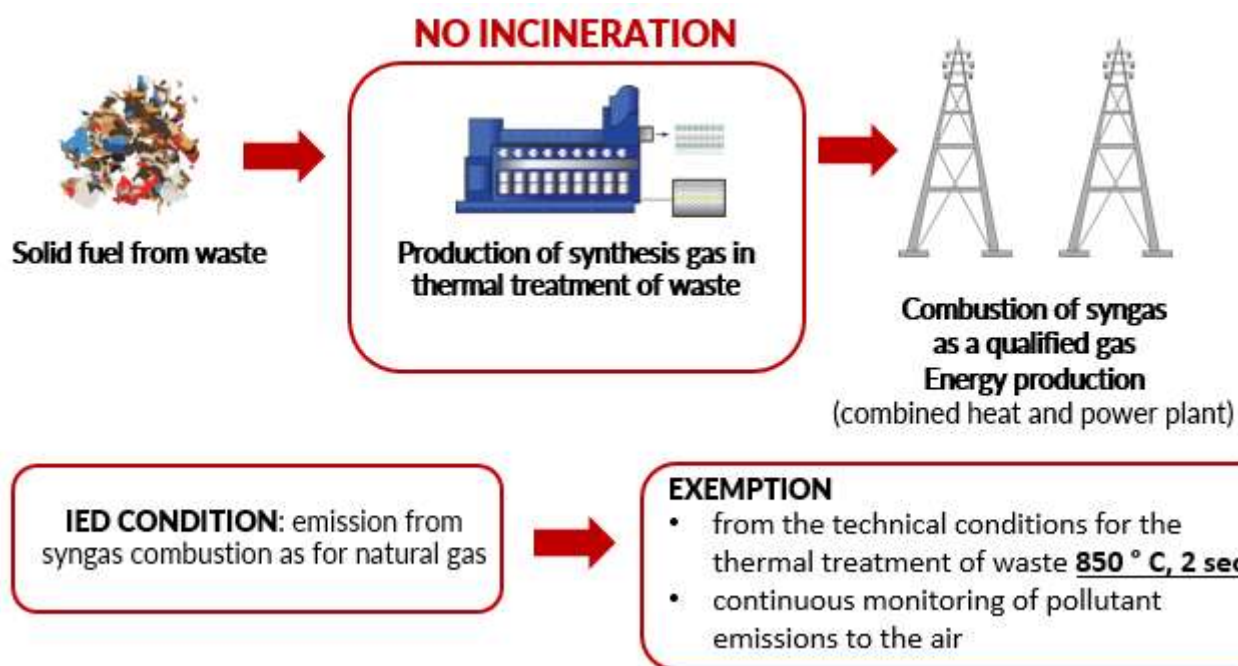 NO INCINERATION
Solid fuel from waste
Production of synthesis gas in
thermal treatment of waste
Combustion of syngas
as a qualified gas
Energy production
(combined heat and power plant)
IED CONDITION: emission from
syngas combustion as for natural gas
EXEMPTION
• from the technical conditions for the
thermal treatment of waste 850 ° C, 2 sec
• continuous monitoring of pollutant
emissions to the air